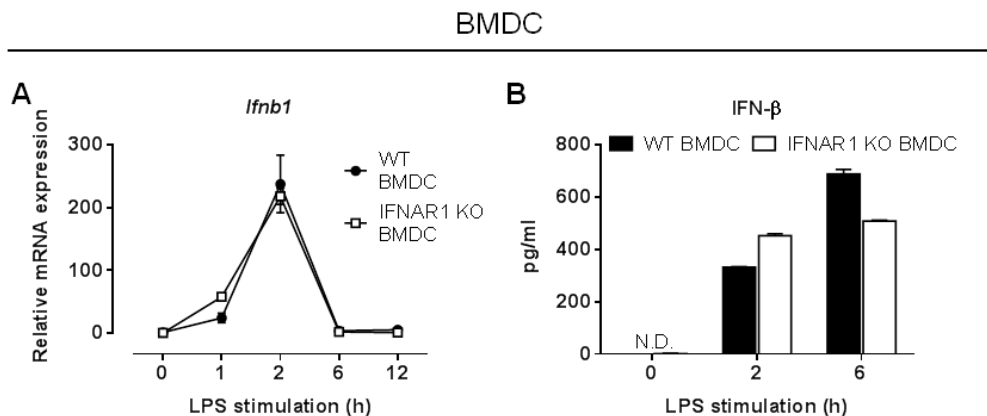 BMDC
A
Ifnb1
Relative mRNA expression
300
200
100
0
WT
BMDC
IFNAR1 KO
BMDC
0 1 2 6 12
LPS stimulation (h)
B
IFN-β
WT BMDC IFNAR1 KO BMDC
pg/ml
800
600
400
200
0
N.D.
0 2 6
LPS stimulation (h)